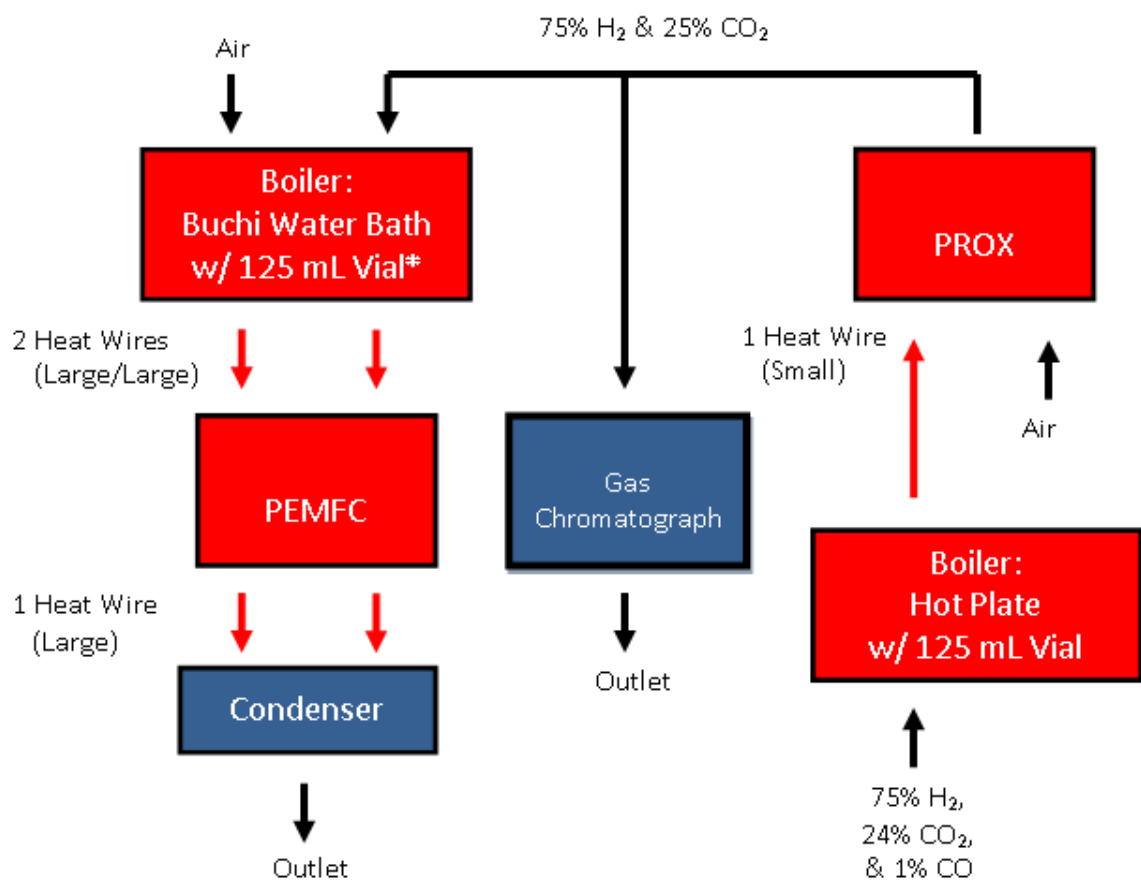 75% H₂ & 25% CO₂
Air
Boiler:
Buchi Water Bath
w/ 125 mL Vial*
PROX
2 Heat Wires
(Large/Large)
1 Heat Wire
(Small)
Air
PEMFC
Gas
Chromatograph
Boiler:
Hot Plate
w/ 125 mL Vial
1 Heat Wire
(Large)
Condenser
Outlet
75% H₂,
24% CO₂,
& 1% CO
Outlet